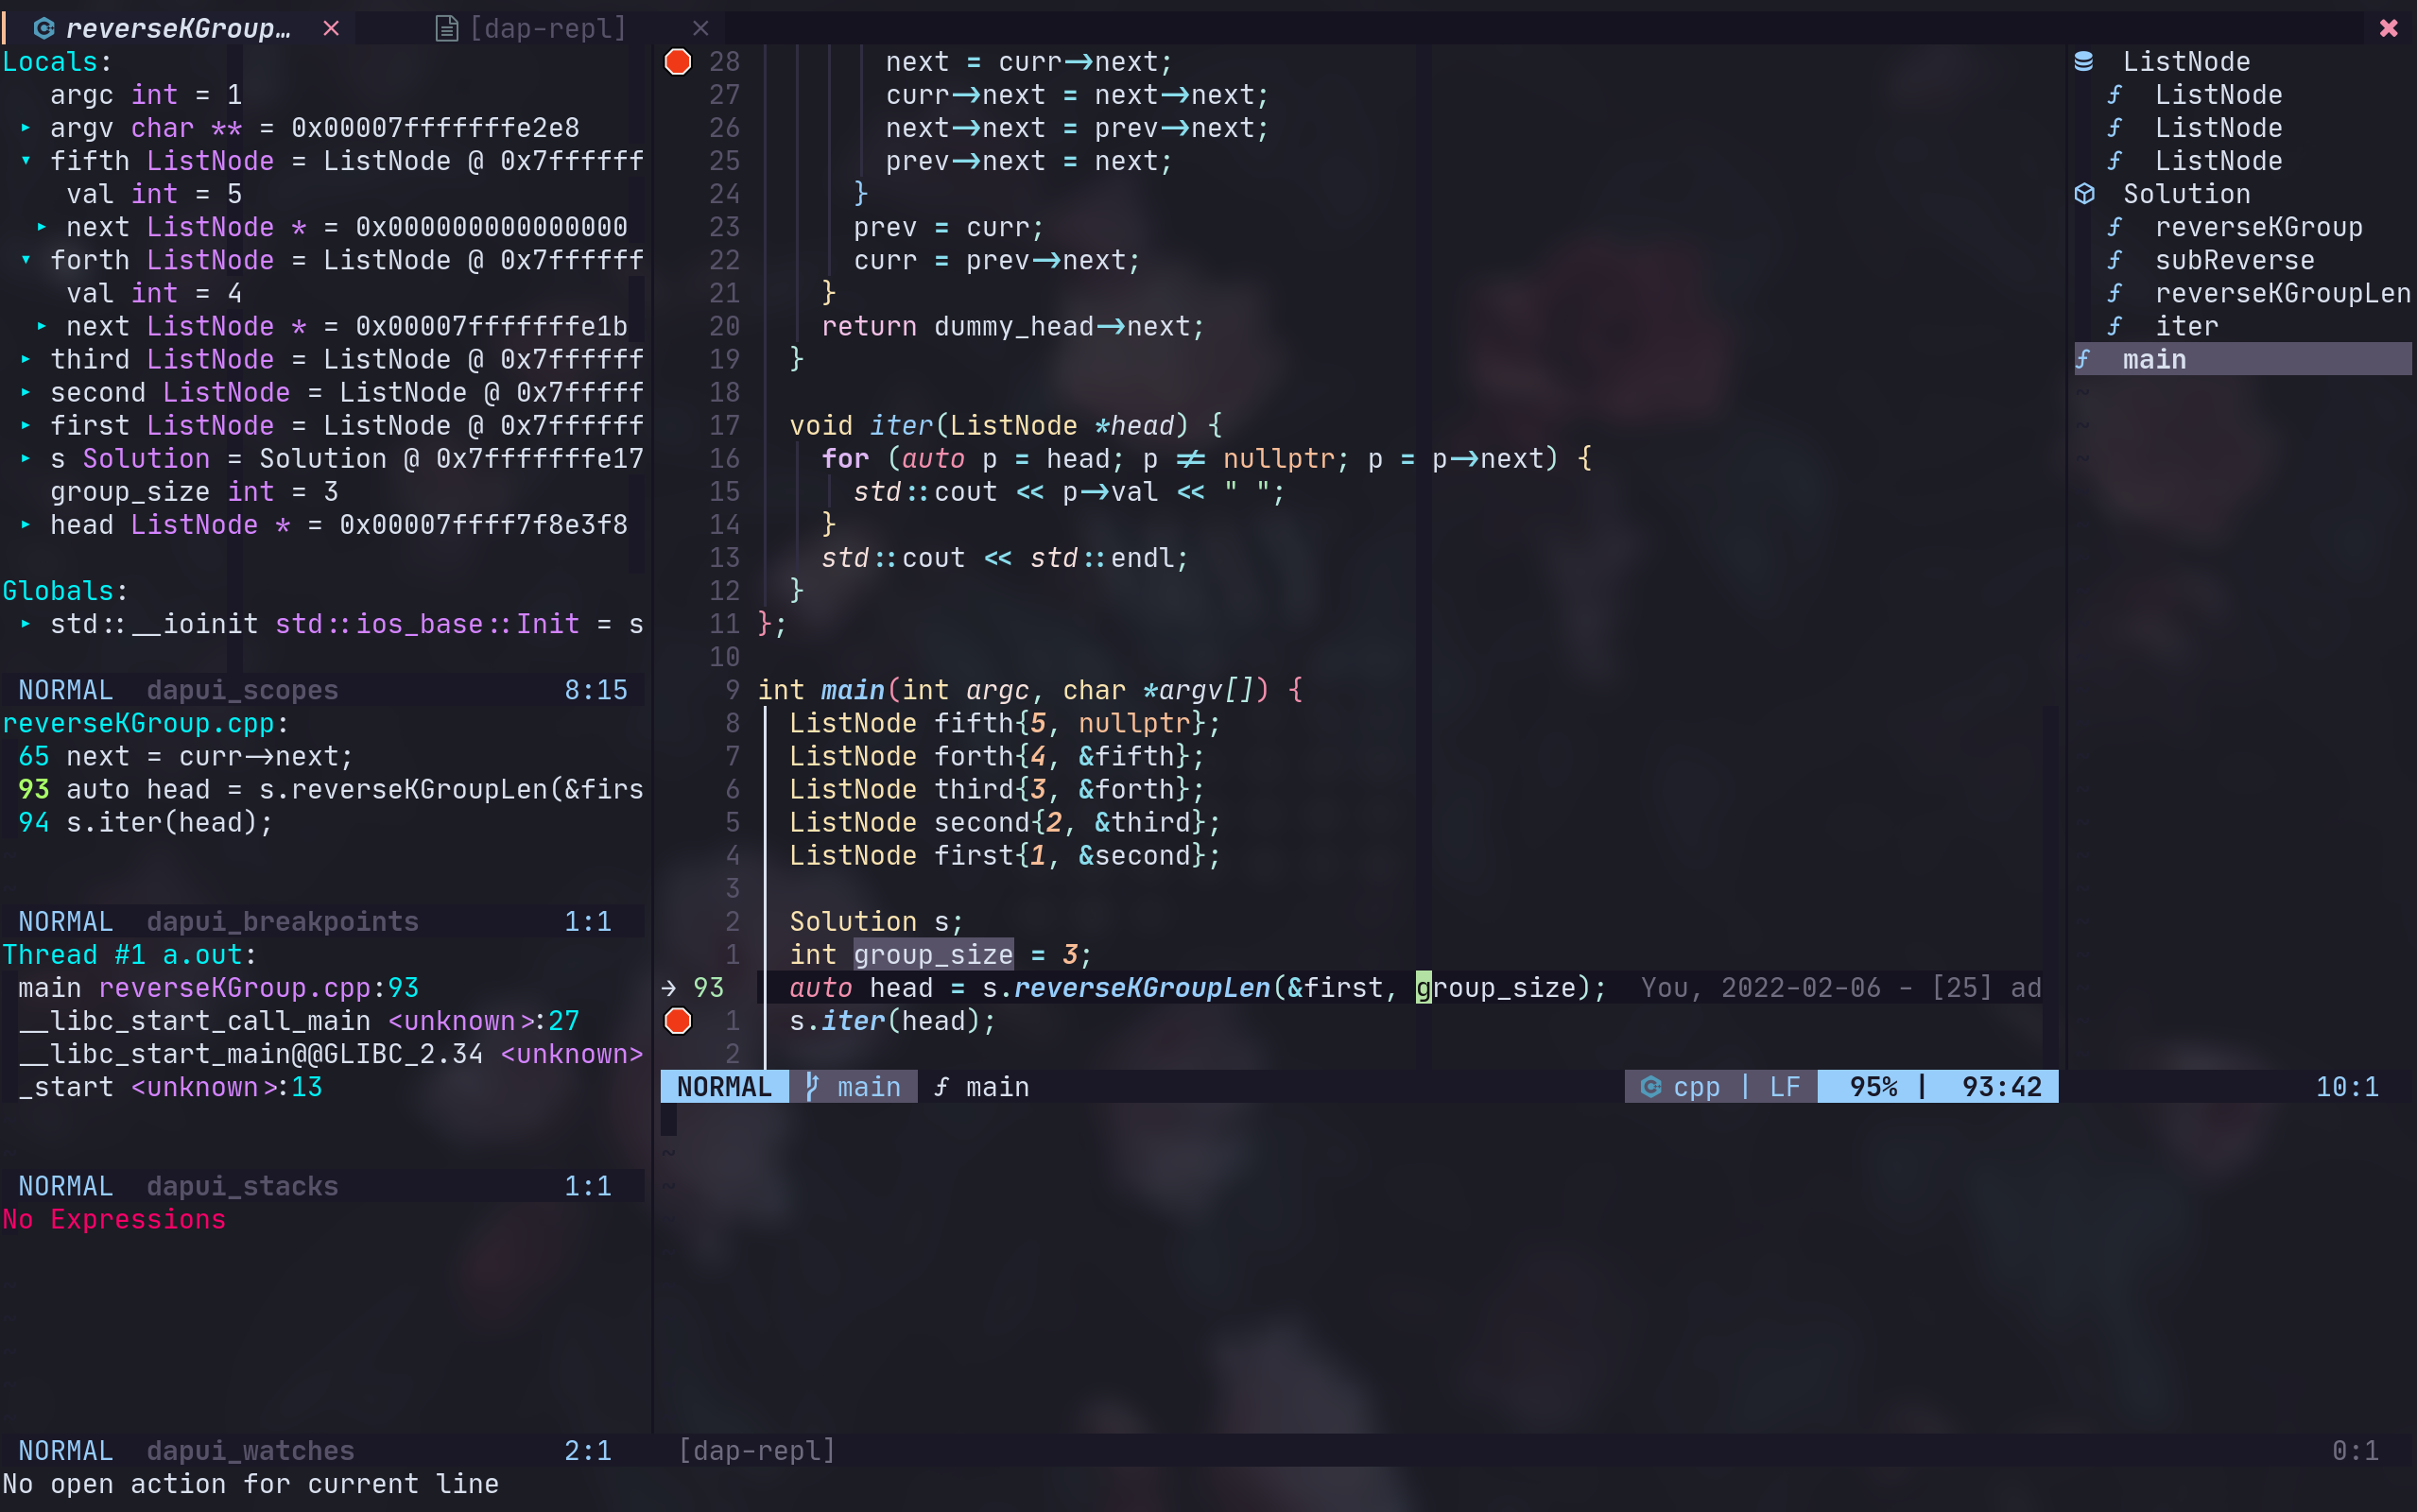 reverseKGroup…
[dap-repl]
Locals:
argc int = 1
argv char ** = 0x00007fffffffe2e8
fifth ListNode = ListNode @ 0x7ffffff
val int = 5
next ListNode * = 0x000000000000000
forth ListNode = ListNode @ 0x7ffffff
val int = 4
next ListNode * = 0x00007fffffffe1b
third ListNode = ListNode @ 0x7ffffff
second ListNode = ListNode @ 0x7fffff
first ListNode = ListNode @ 0x7ffffff
s Solution = Solution @ 0x7fffffffe17
group_size int = 3
head ListNode * = 0x00007ffff7f8e3f8
Globals:
std::__ioinit std::ios_base::Init = s
NORMAL dapui_scopes 8:15
reverseKGroup.cpp:
65 next = curr->next;
93 auto head = s.reverseKGroupLen(&firs
94 s.iter(head);
NORMAL dapui_breakpoints 1:1
Thread #1 a.out:
main reverseKGroup.cpp:93
__libc_start_call_main <unknown>:27
__libc_start_main@@GLIBC_2.34 <unknown>
_start <unknown>:13
NORMAL dapui_stacks 1:1
No Expressions
NORMAL dapui_watches 2:1
28 next = curr->next;
27 curr->next = next->next;
26 next->next = prev->next;
25 prev->next = next;
24 }
23 prev = curr;
22 curr = prev->next;
21 }
20 return dummy_head->next;
19 }
18
17 void iter(ListNode *head) {
16 for (auto p = head; p != nullptr; p = p->next) {
15 std::cout << p->val << " ";
14 }
13 std::cout << std::endl;
12 }
11 };
10
9 int main(int argc, char *argv[]) {
8 ListNode fifth{5, nullptr};
7 ListNode forth{4, &fifth};
6 ListNode third{3, &forth};
5 ListNode second{2, &third};
4 ListNode first{1, &second};
3
2 Solution s;
1 int group_size = 3;
→ 93 auto head = s.reverseKGroupLen(&first, group_size); You, 2022-02-06 - [25] ad
1 s.iter(head);
2
NORMAL main ƒ main cpp | LF 95% | 93:42
ListNode
ƒ ListNode
ƒ ListNode
ƒ ListNode
Solution
ƒ reverseKGroup
ƒ subReverse
ƒ reverseKGroupLen
ƒ iter
ƒ main
~
~
~
10:1
~
~
[dap-repl] 0:1
No open action for current line